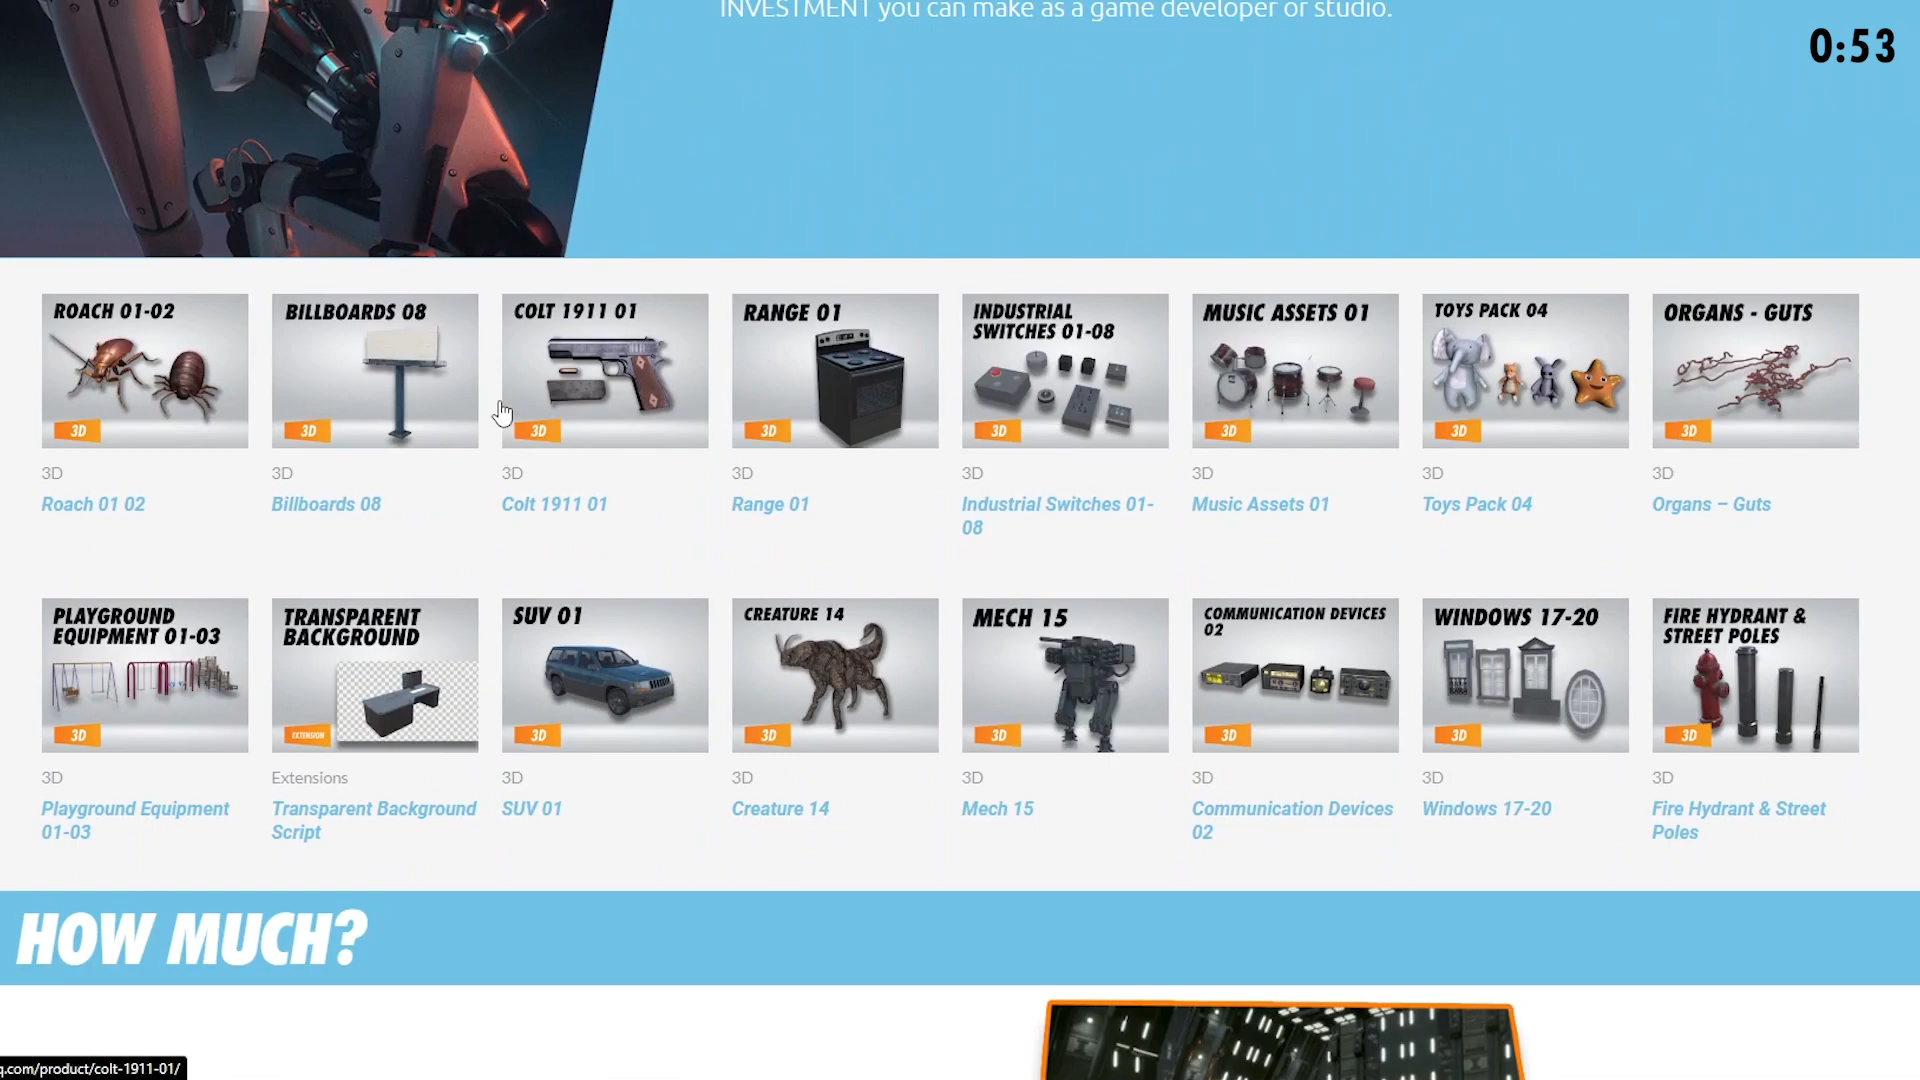 INVESTMENT you can make as a game developer or studio.
0:53
ROACH 01-02
3D
3D
Roach 01 02
BILLBOARDS 08
3D
3D
Billboards 08
COLT 1911 01
3D
3D
Colt 1911 01
RANGE 01
3D
3D
Range 01
INDUSTRIAL
SWITCHES 01-08
3D
3D
Industrial Switches 01-
08
MUSIC ASSETS 01
3D
3D
Music Assets 01
TOYS PACK 04
3D
3D
Toys Pack 04
ORGANS - GUTS
3D
3D
Organs – Guts
PLAYGROUND
EQUIPMENT 01-03
3D
3D
Playground Equipment
01-03
TRANSPARENT
BACKGROUND
EXTENSION
Extensions
Transparent Background
Script
SUV 01
3D
3D
SUV 01
CREATURE 14
3D
3D
Creature 14
MECH 15
3D
3D
Mech 15
COMMUNICATION DEVICES
02
3D
3D
Communication Devices
02
WINDOWS 17-20
3D
3D
Windows 17-20
FIRE HYDRANT &
STREET POLES
3D
3D
Fire Hydrant & Street
Poles
HOW MUCH?
q.com/product/colt-1911-01/